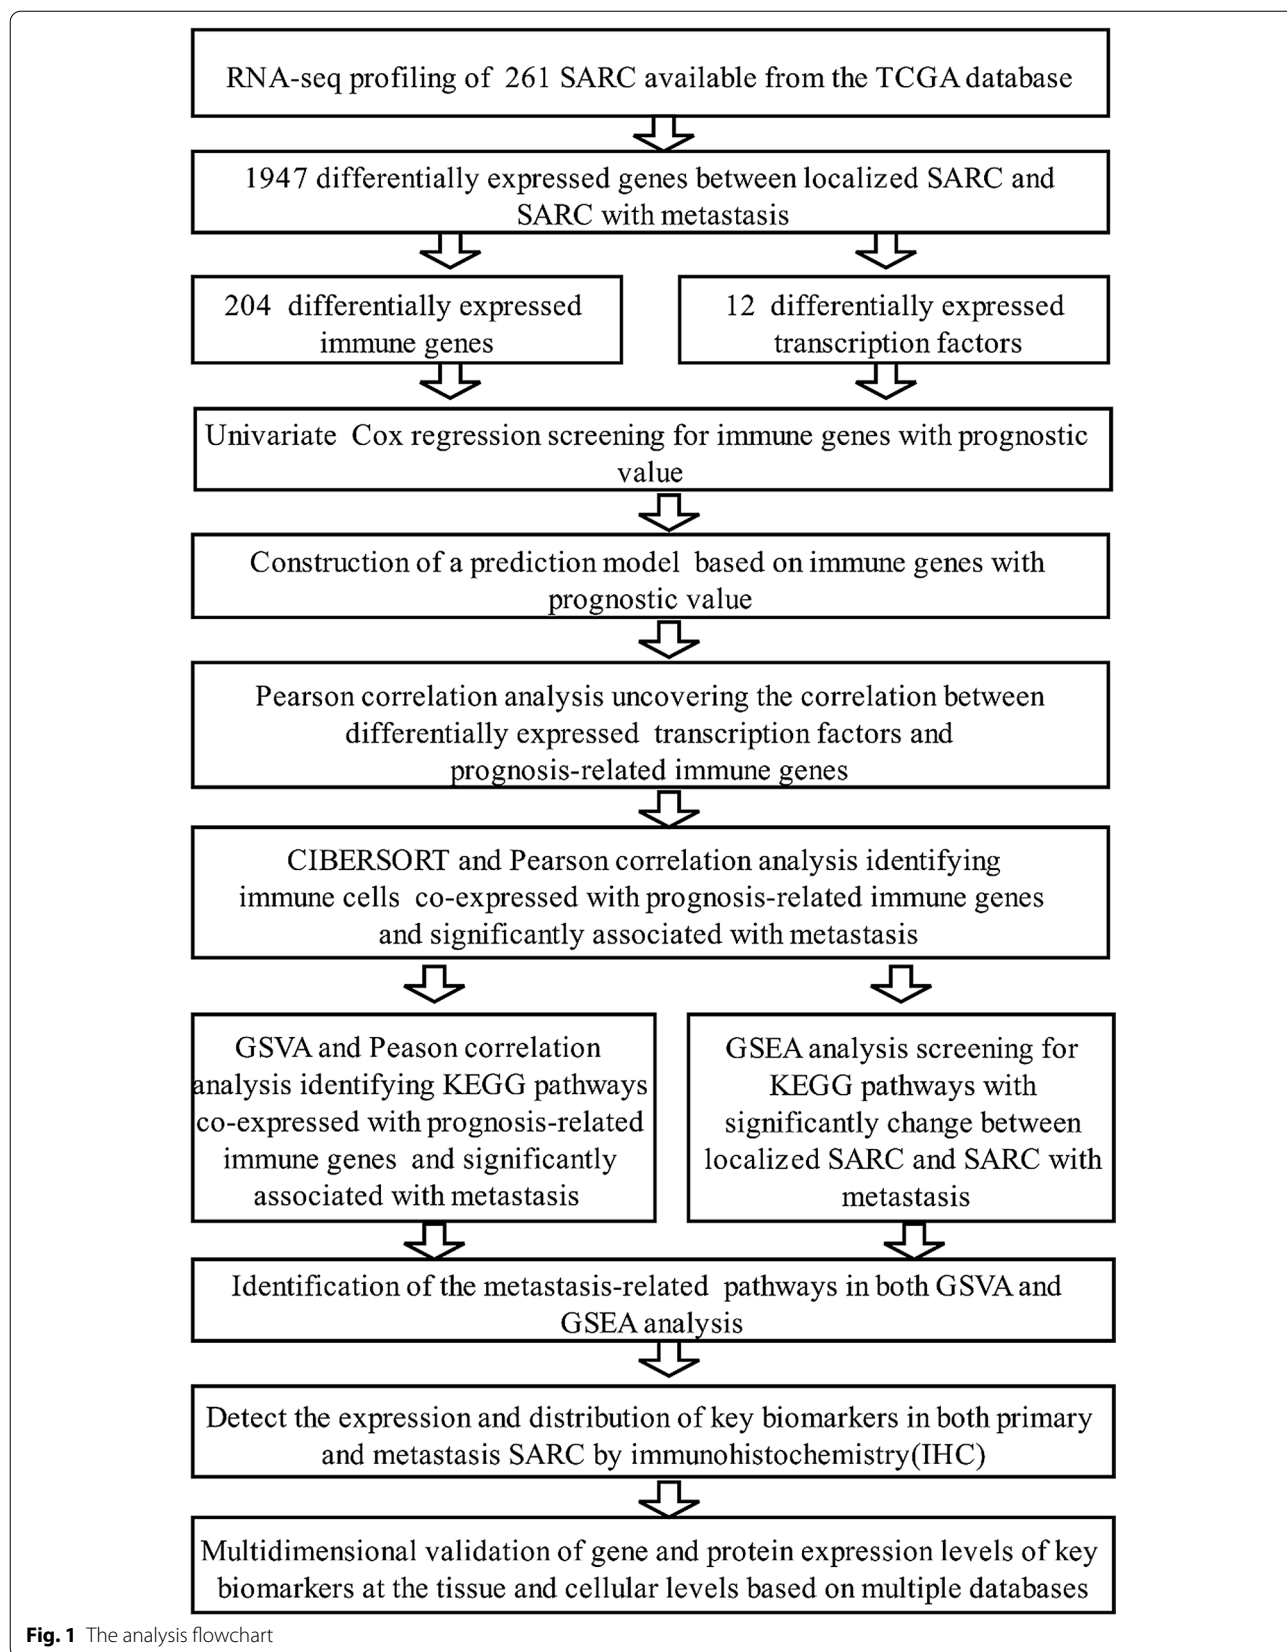 RNA-seq profiling of 261 SARC available from the TCGA database
1947 differentially expressed genes between localized SARC and
SARC with metastasis
204 differentially expressed
immune genes
12 differentially expressed
transcription factors
Univariate Cox regression screening for immune genes with prognostic
value
Construction of a prediction model based on immune genes with
prognostic value
Pearson correlation analysis uncovering the correlation between
differentially expressed transcription factors and
prognosis-related immune genes
CIBERSORT and Pearson correlation analysis identifying
immune cells co-expressed with prognosis-related immune genes
and significantly associated with metastasis
GSVA and Peason correlation
analysis identifying KEGG pathways
co-expressed with prognosis-related
immune genes and significantly
associated with metastasis
GSEA analysis screening for
KEGG pathways with
significantly change between
localized SARC and SARC with
metastasis
Identification of the metastasis-related pathways in both GSVA and
GSEA analysis
Detect the expression and distribution of key biomarkers in both primary
and metastasis SARC by immunohistochemistry(IHC)
Multidimensional validation of gene and protein expression levels of key
biomarkers at the tissue and cellular levels based on multiple databases
Fig. 1 The analysis flowchart